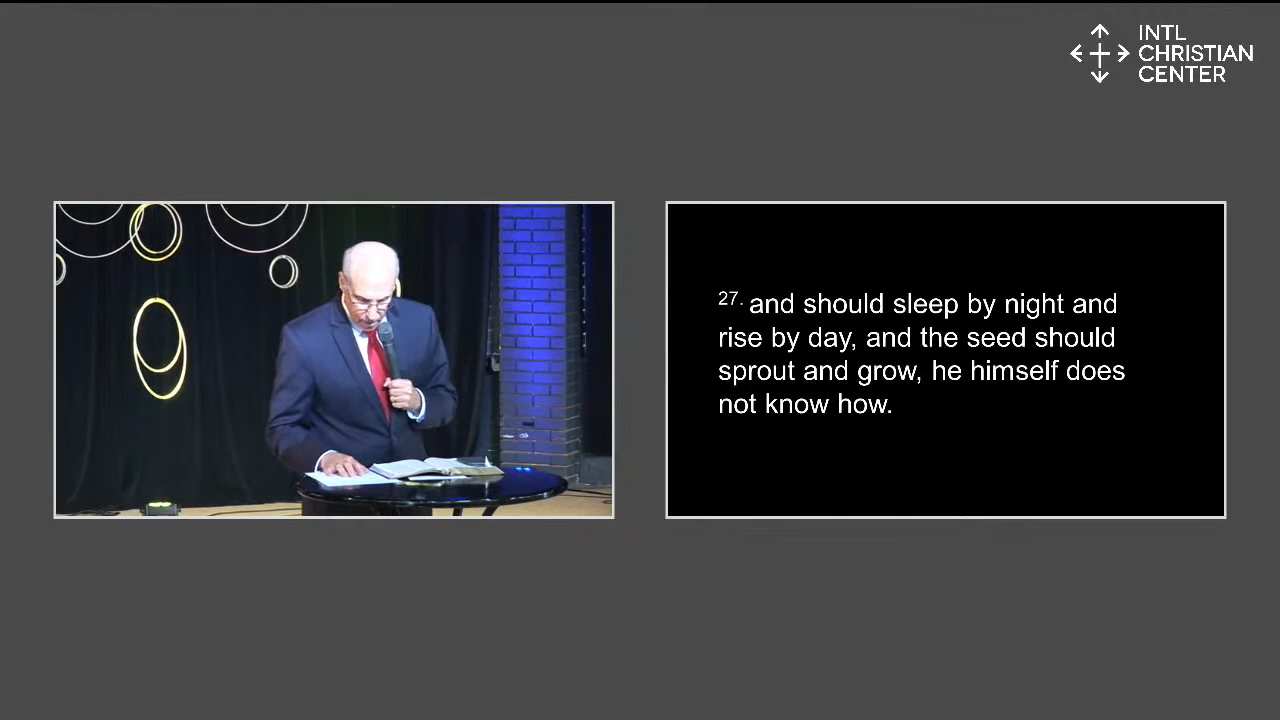 INTL
CHRISTIAN
CENTER
27. and should sleep by night and
rise by day, and the seed should
sprout and grow, he himself does
not know how.